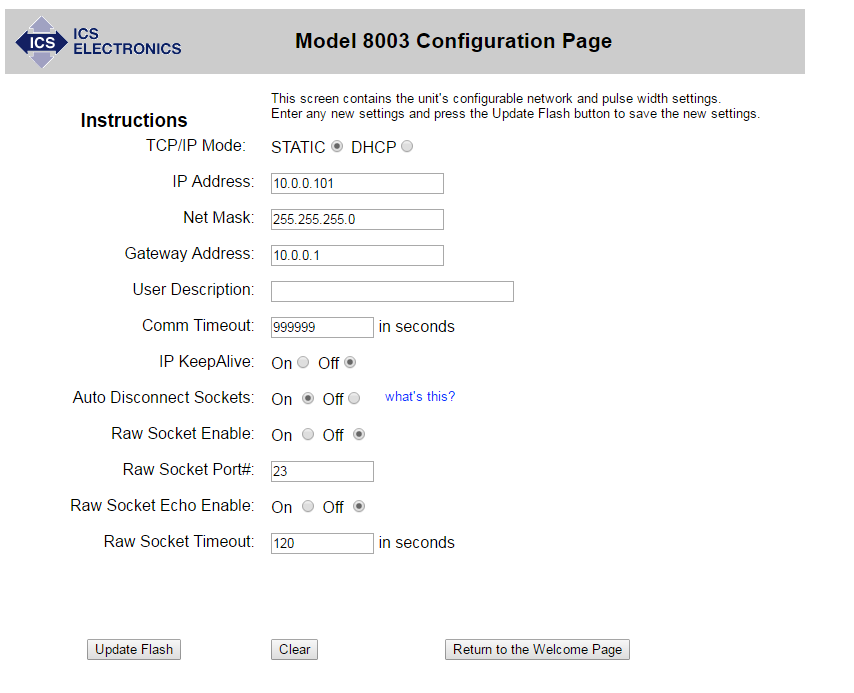 ICS
ICS
ELECTRONICS
Model 8003 Configuration Page
This screen contains the unit's configurable network and pulse width settings.
Instructions
Enter any new settings and press the Update Flash button to save the new settings.
TCP/IP Mode: STATIC DHCP
IP Address: 10.0.0.101
Net Mask: 255.255.255.0
Gateway Address: 10.0.0.1
User Description:
Comm Timeout: 999999 in seconds
IP KeepAlive: On Off
Auto Disconnect Sockets: On Off what's this?
Raw Socket Enable: On Off
Raw Socket Port#: 23
Raw Socket Echo Enable: On Off
Raw Socket Timeout: 120 in seconds
Update Flash Clear Return to the Welcome Page